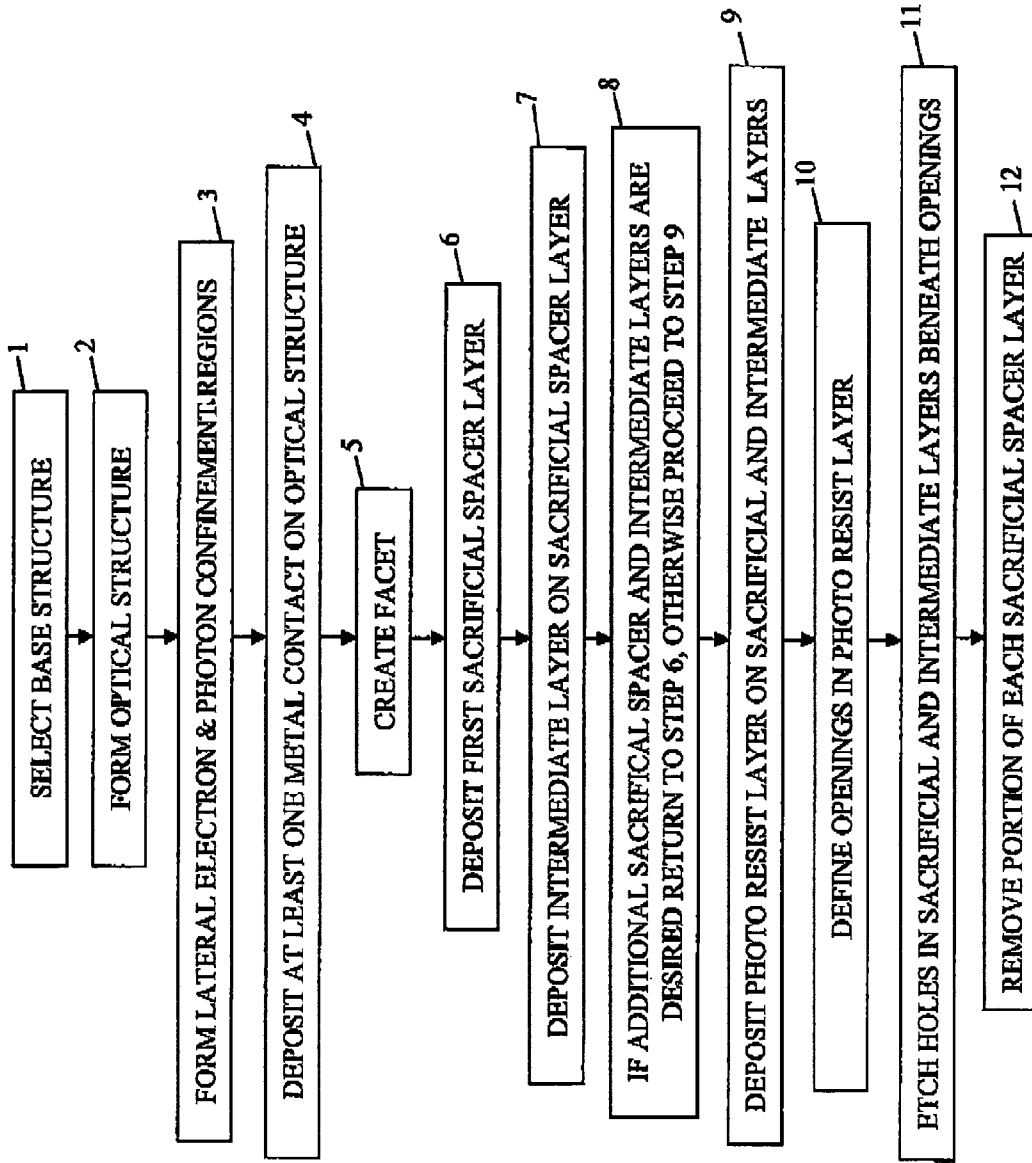 1
SELECT BASE STRUCTURE
2
FORM OPTICAL STRUCTURE
3
FORM LATERAL ELECTRON & PHOTON CONFINEMENT REGIONS
4
DEPOSIT AT LEAST ONE METAL CONTACT ON OPTICAL STRUCTURE
5
CREATE FACET
6
DEPOSIT FIRST SACRIFICIAL SPACER LAYER
7
DEPOSIT INTERMEDIATE LAYER ON SACRIFICIAL SPACER LAYER
8
IF ADDITIONAL SACRIFICAL SPACER AND INTERMEDIATE LAYERS ARE
DESIRED RETURN TO STEP 6, OTHERWISE PROCEED TO STEP 9
9
DEPOSIT PHOTO RESIST LAYER ON SACRIFICIAL AND INTERMEDIATE LAYERS
10
DEFINE OPENINGS IN PHOTO RESIST LAYER
11
ETCH HOLES IN SACRIFICIAL AND INTERMEDIATE LAYERS BENEATH OPENINGS
12
REMOVE PORTION OF EACH SACRIFICIAL SPACER LAYER